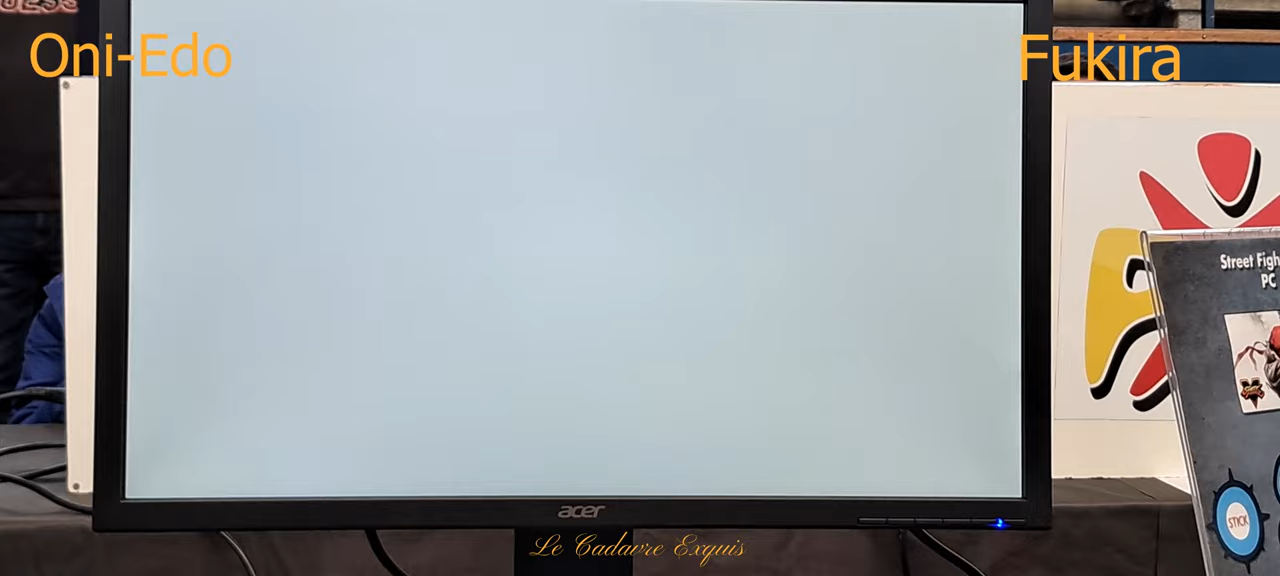 Oni-Edo
Fukira
Street Figh
PC
STICK
acer
Le Cadavre Exquis